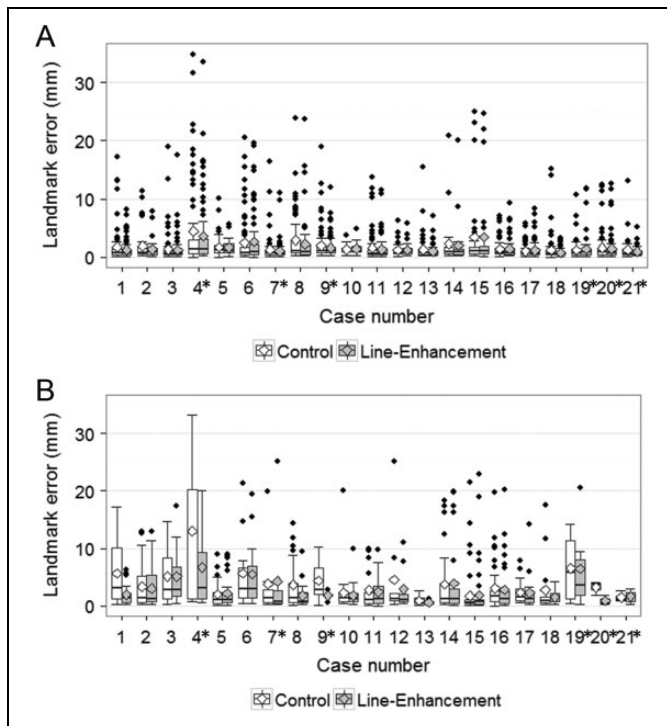 A
Landmark error (mm)
30
20
10
0
1 2 3 4* 5 6 7* 8 9* 10 11 12 13 14 15 16 17 18 19* 20* 21*
Case number
Control Line-Enhancement
B
Landmark error (mm)
30
20
10
0
1 2 3 4* 5 6 7* 8 9* 10 11 12 13 14 15 16 17 18 19* 20* 21*
Case number
Control Line-Enhancement